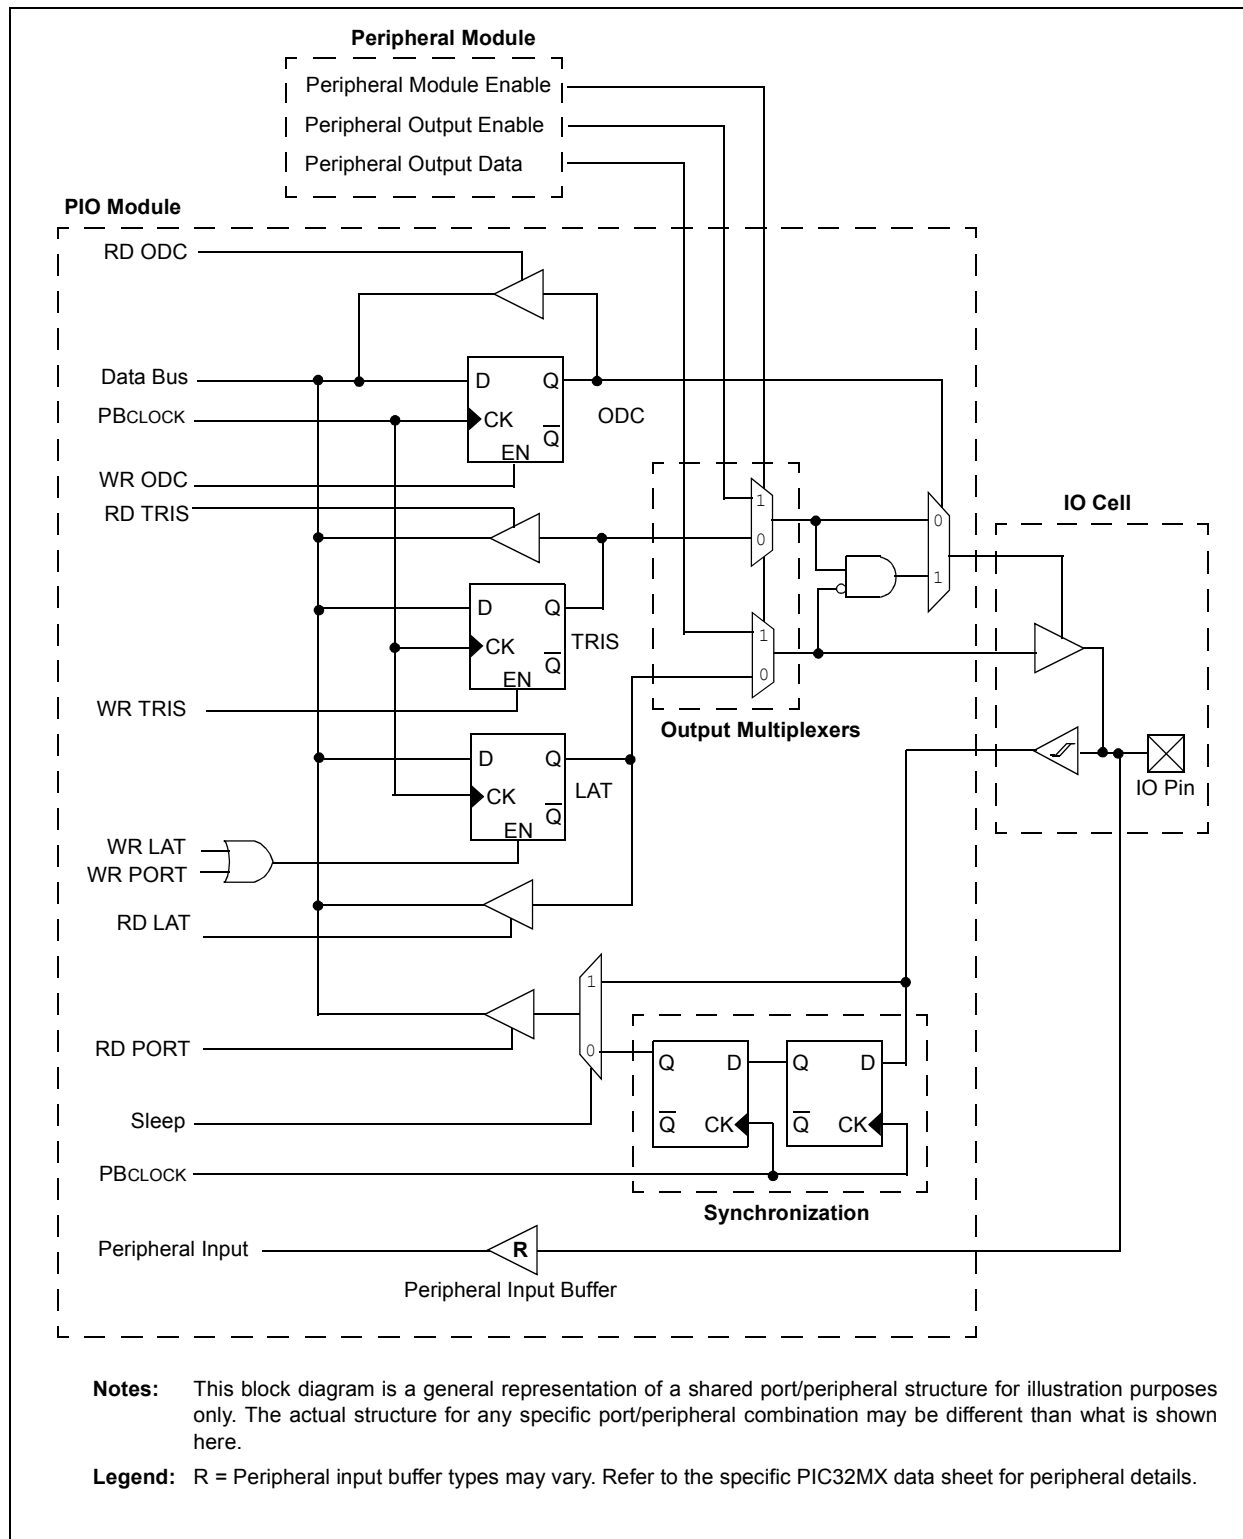 Peripheral Module
Peripheral Module Enable
Peripheral Output Enable
Peripheral Output Data
PIO Module
RD ODC
Data Bus
D Q
PBCLOCK
CK
ODC
Q
EN
WR ODC
RD TRIS
1
0
0
IO Cell
1
D Q
TRIS
CK
Q
EN
1
0
WR TRIS
Output Multiplexers
D Q
LAT
CK
Q
EN
IO Pin
WR LAT
WR PORT
RD LAT
1
RD PORT
0
Q D Q D
Q CK Q CK
Sleep
PBCLOCK
Synchronization
Peripheral Input
R
Peripheral Input Buffer
Notes: This block diagram is a general representation of a shared port/peripheral structure for illustration purposes
only. The actual structure for any specific port/peripheral combination may be different than what is shown
here.
Legend: R = Peripheral input buffer types may vary. Refer to the specific PIC32MX data sheet for peripheral details.